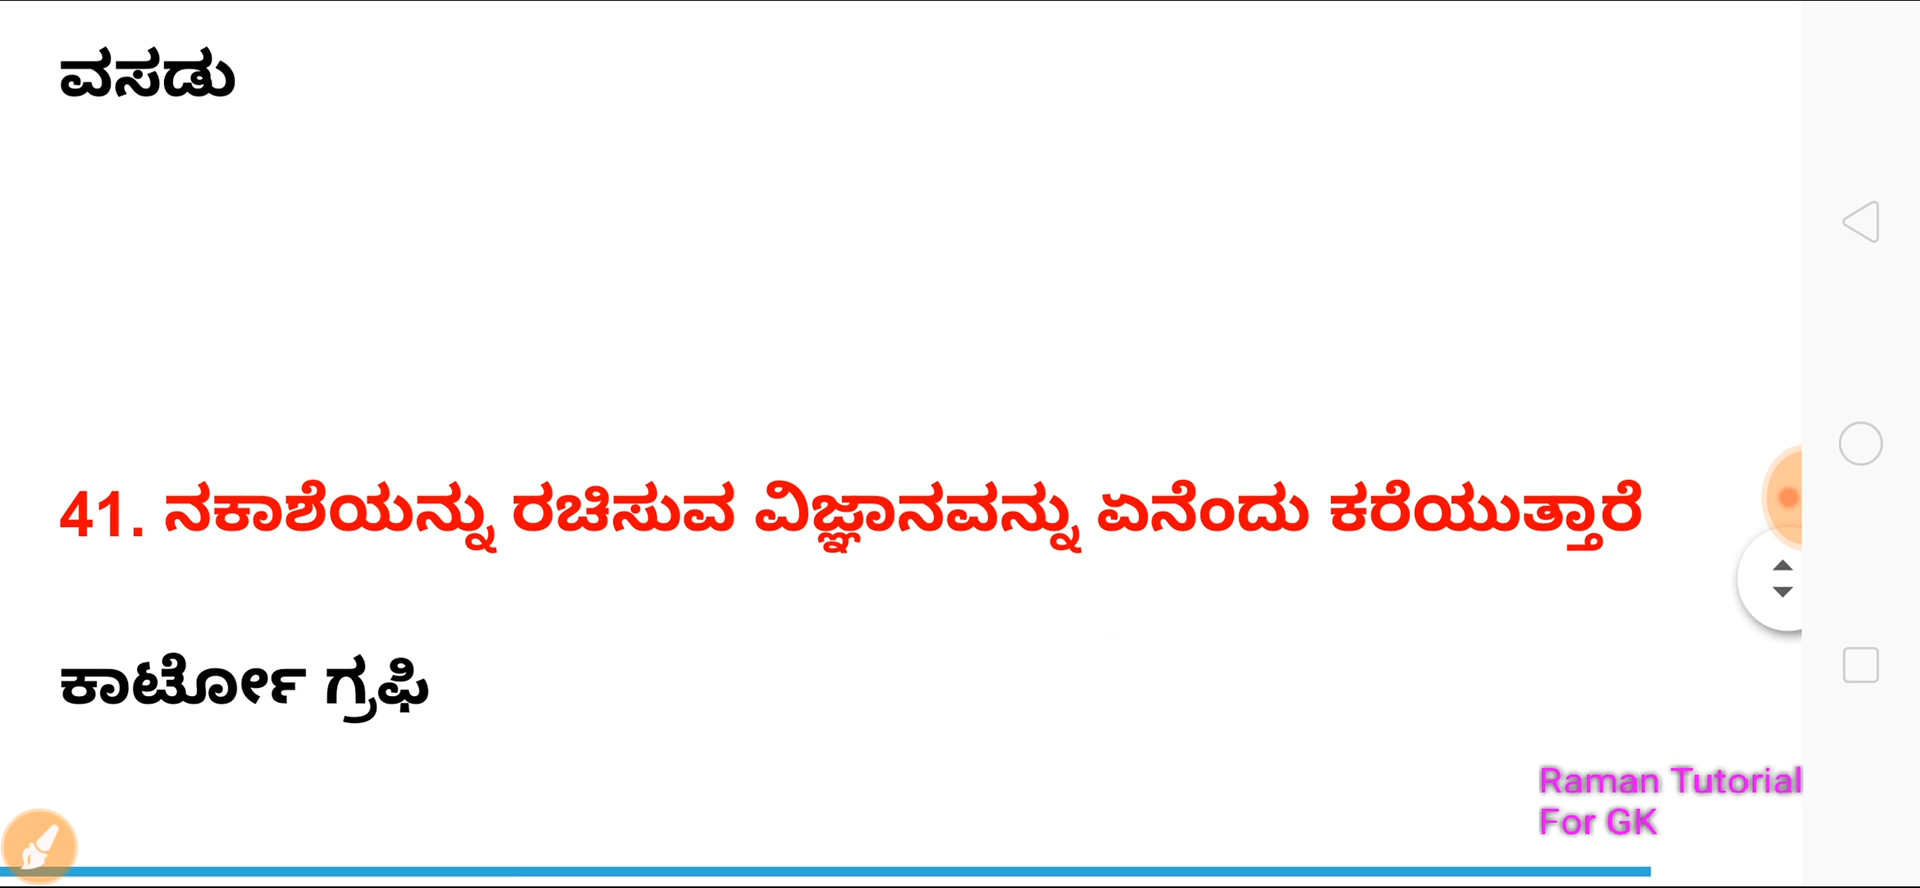 ವಸಡು
41. ನಕಾಶೆಯನ್ನು ರಚಿಸುವ ವಿಜ್ಞಾನವನ್ನು ಏನೆಂದು ಕರೆಯುತ್ತಾರೆ
ಕಾರ್ಟೋ ಗ್ರಫಿ
Raman Tutorial
For GK